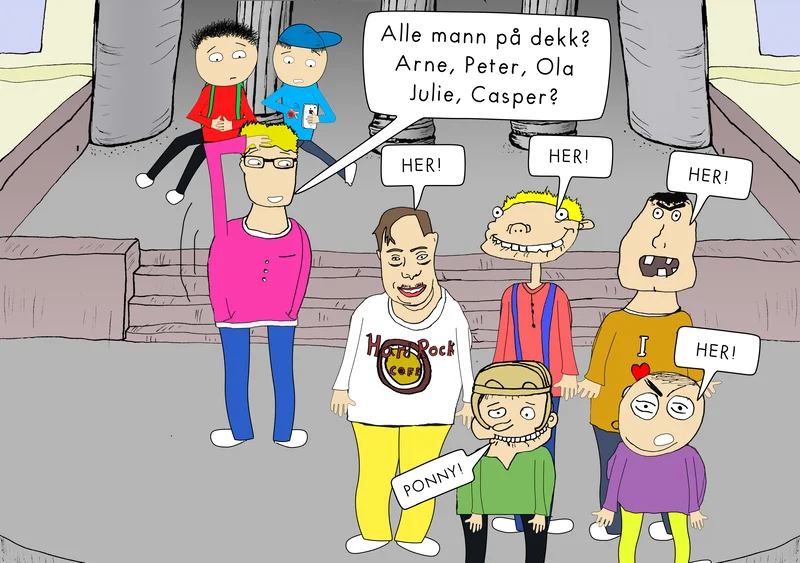 Alle mann på dekk?
Arne, Peter, Ola
Julie, Casper?
HER!
HER!
HER!
Hard Rock
CAFE
I
HER!
PONNY!